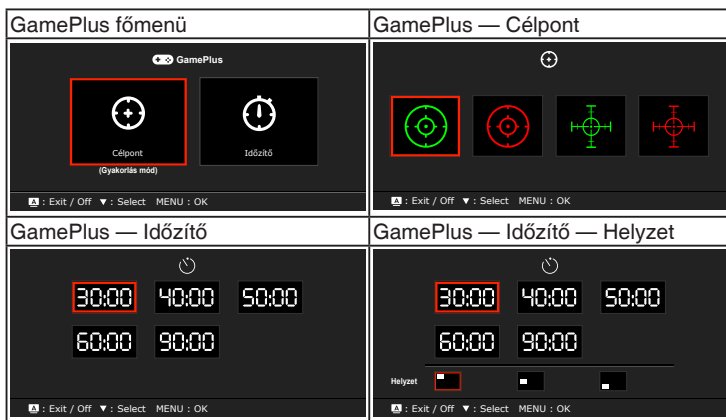 GamePlus főmenü
GamePlus — Célpont
GamePlus
Célpont
(Gyakorlás mód)
Időzítő
A : Exit / Off ▼ : Select MENU : OK
A : Exit / Off ▼ : Select MENU : OK
GamePlus — Időzítő
GamePlus — Időzítő — Helyzet
30:00 40:00 50:00
60:00 90:00
A : Exit / Off ▼ : Select MENU : OK
30:00 40:00 50:00
60:00 90:00
Helyzet
A : Exit / Off ▼ : Select MENU : OK